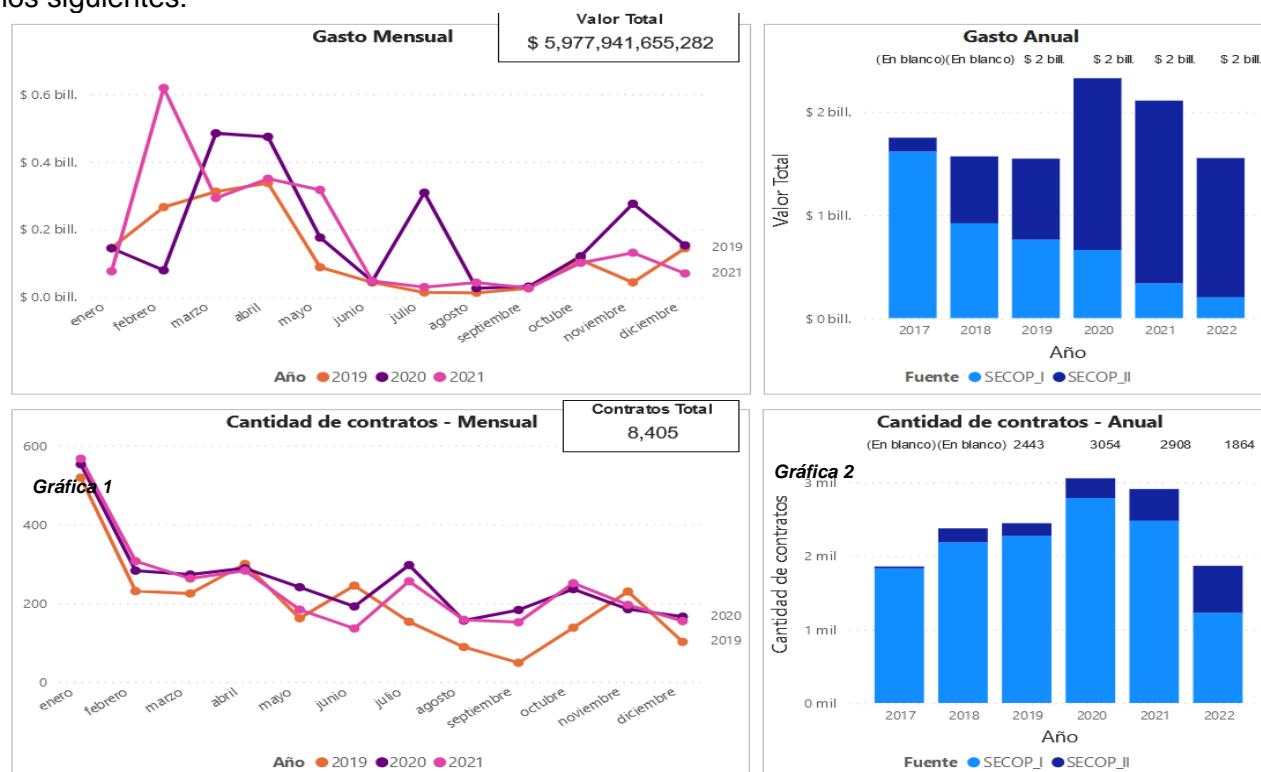 los siguientes:
Gasto Mensual
Valor Total
$ 5,977,941,655,282
$ 0.6 bill.
$ 0.4 bill.
$ 0.2 bill.
$ 0.0 bill.
2019
2021
enero febrero marzo abril mayo junio julio agosto septiembre octubre noviembre diciembre
Año 2019 2020 2021
Gasto Anual
(En blanco)(En blanco) $ 2 bill. $ 2 bill. $ 2 bill. $ 2 bill.
$ 2 bill.
$ 1 bill.
$ 0 bill.
Valor Total
2017 2018 2019 2020 2021 2022
Año
Fuente SECOP_I SECOP_II
Cantidad de contratos - Mensual
Contratos Total
8,405
600
Gráfica 1
400
200
0
2020
2019
enero febrero marzo abril mayo junio julio agosto septiembre octubre noviembre diciembre
Año 2019 2020 2021
Cantidad de contratos - Anual
(En blanco)(En blanco) 2443 3054 2908 1864
Gráfica 2
3 mil
2 mil
1 mil
0 mil
Cantidad de contratos
2017 2018 2019 2020 2021 2022
Año
Fuente SECOP_I SECOP_II